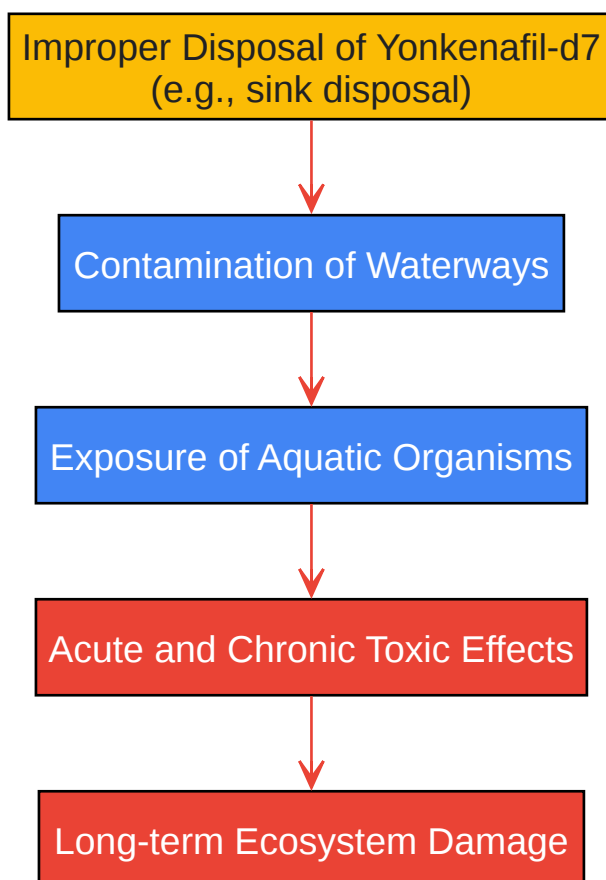 Improper Disposal of Yonkenafil-d7
(e.g., sink disposal)
Contamination of Waterways
Exposure of Aquatic Organisms
Acute and Chronic Toxic Effects
Long-term Ecosystem Damage